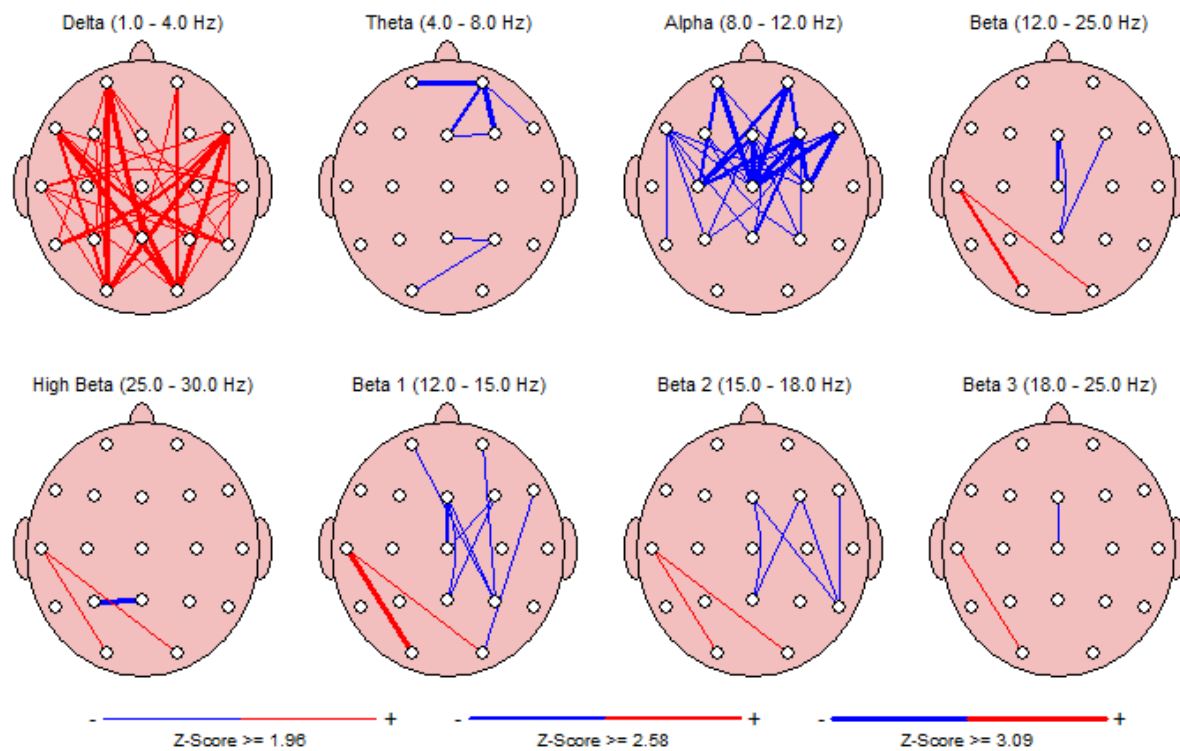 Delta (1.0 - 4.0 Hz) Theta (4.0 - 8.0 Hz) Alpha (8.0 - 12.0 Hz) Beta (12.0 - 25.0 Hz)
High Beta (25.0 - 30.0 Hz) Beta 1 (12.0 - 15.0 Hz) Beta 2 (15.0 - 18.0 Hz) Beta 3 (18.0 - 25.0 Hz)
- + - + - +
Z-Score >= 1.96 Z-Score >= 2.58 Z-Score >= 3.09